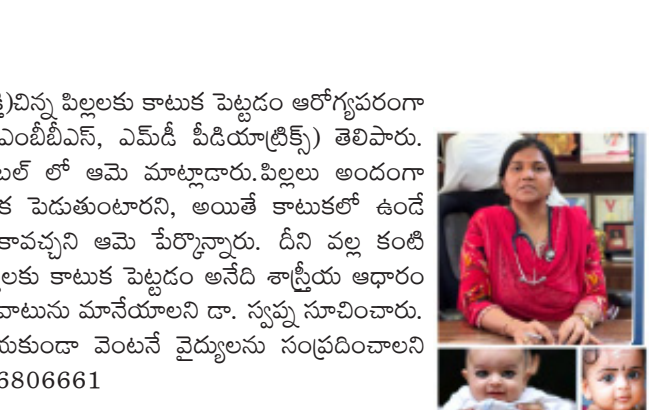 చిన్న పిల్లలకు కాటుక పెట్టడం ఆరోగ్యపరంగా
ఎంబీబీఎస్, ఎమ్‌డీ పీడియాట్రిక్స్) తెలిపారు.
లో ఆమె మాట్లాడారు.పిల్లలు అందంగా
పెడుతుంటారని, అయితే కాటుకలో ఉండే
కావచ్చని ఆమె పేర్కొన్నారు. దీని వల్ల కంటి
కాటుక పెట్టడం అనేది శాస్త్రీయ ఆధారం
మానేయాలని డా. స్వప్న సూచించారు.
వెంటనే వైద్యులను సంప్రదించాలని
6806661